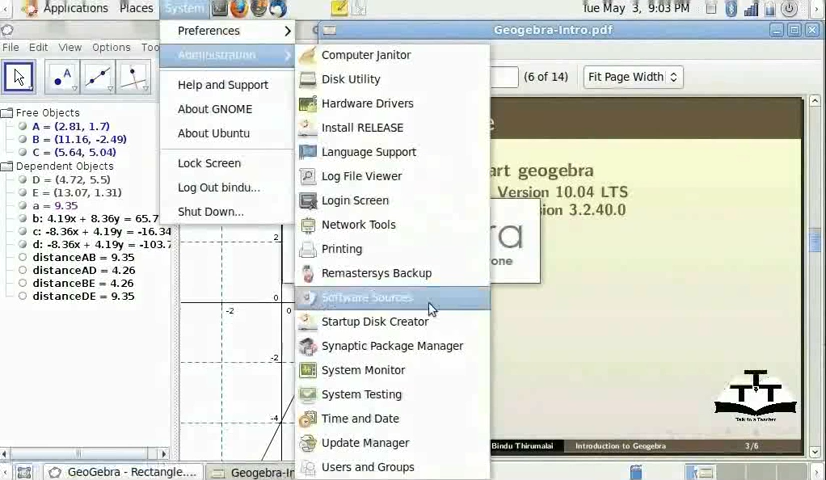 Applications Places System Tue May 3, 9:03 PM
Preferences
Administration
Help and Support
About GNOME
About Ubuntu
Lock Screen
Log Out bindu...
Shut Down...
Computer Janitor
Disk Utility
Hardware Drivers
Install RELEASE
Language Support
Log File Viewer
Login Screen
Network Tools
Printing
Remastersys Backup
Software Sources
Startup Disk Creator
Synaptic Package Manager
System Monitor
System Testing
Time and Date
Update Manager
Users and Groups
File Edit View Options
A
Free Objects
A = (2.81, 1.7)
B = (11.16, -2.49)
C = (5.64, 5.04)
Dependent Objects
D = (4.72, 5.5)
E = (13.07, 1.31)
a = 9.35
b: 4.19x + 8.36y = 65.7
c: -8.36x + 4.19y = -16.34
d: -8.36x + 4.19y = -103.7
distanceAB = 9.35
distanceAD = 4.26
distanceBE = 4.26
distanceDE = 9.35
2
0
-2
-4
-2 0
Geogebra-Intro.pdf
(6 of 14) Fit Page Width
art geogebra
Version 10.04 LTS
sion 3.2.40.0
ra
one
T T T
Talk to a Teacher
Bindu Thirumalai Introduction to Geogebra 3/6
GeoGebra - Rectangle.... Geogebra-In